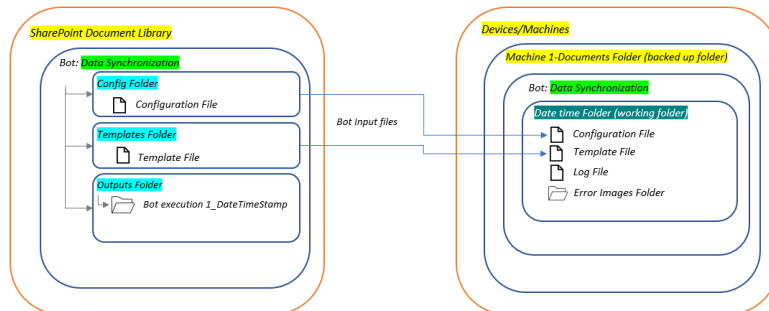 SharePoint Document Library
Bot: Data Synchronization
Config Folder
Configuration File
Templates Folder
Template File
Outputs Folder
Bot execution 1_DateTimeStamp
Bot Input files
Devices/Machines
Machine 1-Documents Folder (backed up folder)
Bot: Data Synchronization
Date time Folder (working folder)
Configuration File
Template File
Log File
Error Images Folder